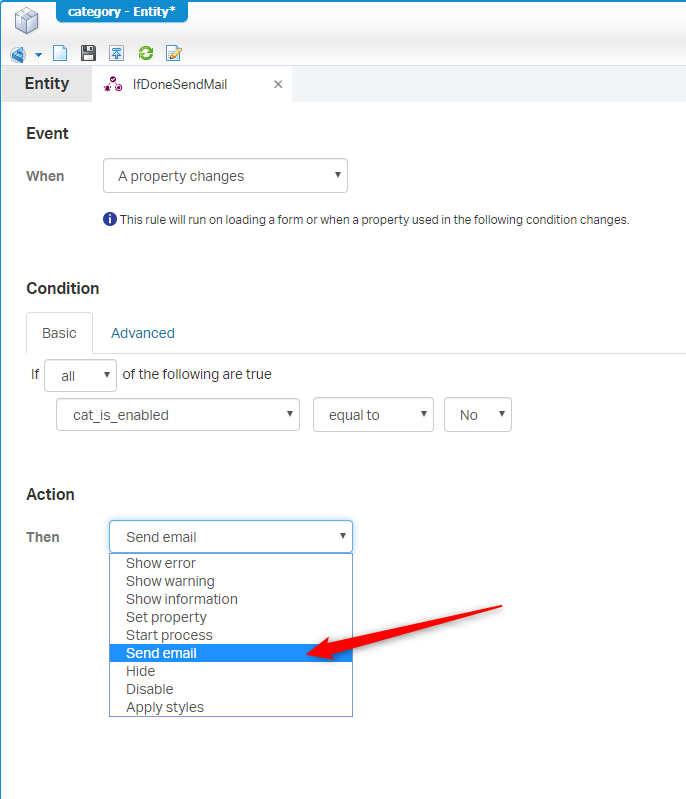 category - Entity*
Entity
IfDoneSendMail
Event
When A property changes
This rule will run on loading a form or when a property used in the following condition changes.
Condition
Basic Advanced
If all of the following are true
cat_is_enabled equal to No
Action
Then Send email
Show error
Show warning
Show information
Set property
Start process
Send email
Hide
Disable
Apply styles